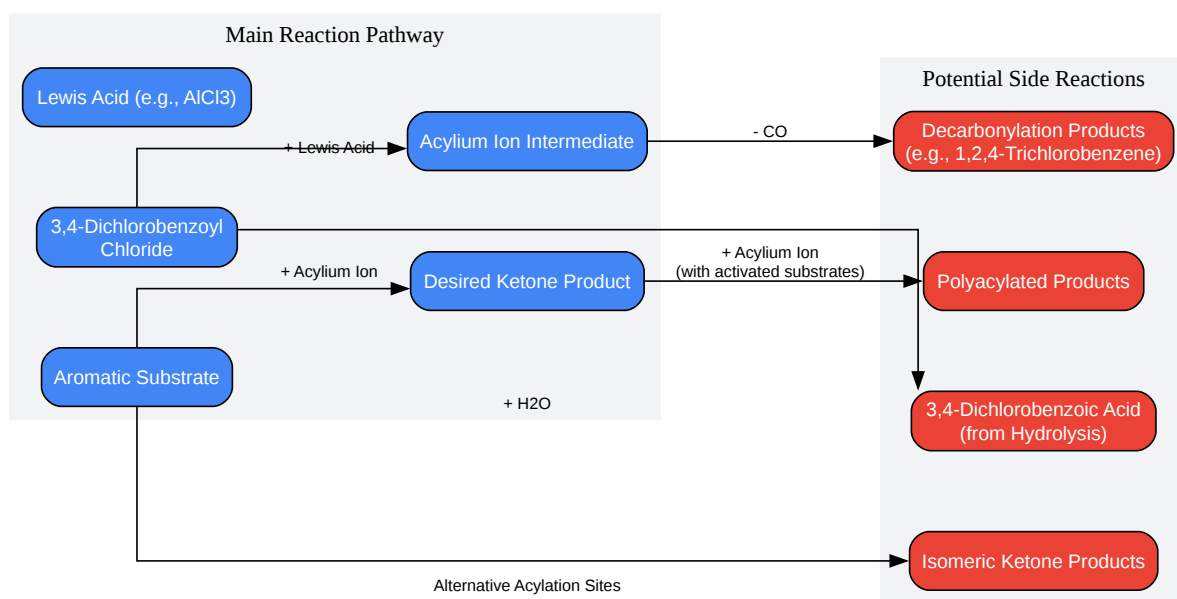 Main Reaction Pathway
Potential Side Reactions
Lewis Acid (e.g., AlCl3)
Acylium Ion Intermediate
- CO
Decarbonylation Products
(e.g., 1,2,4-Trichlorobenzene)
+ Lewis Acid
3,4-Dichlorobenzoyl
Chloride
+ Acylium Ion
Desired Ketone Product
+ Acylium Ion
(with activated substrates)
Polyacylated Products
Aromatic Substrate
+ H2O
3,4-Dichlorobenzoic Acid
(from Hydrolysis)
Isomeric Ketone Products
Alternative Acylation Sites